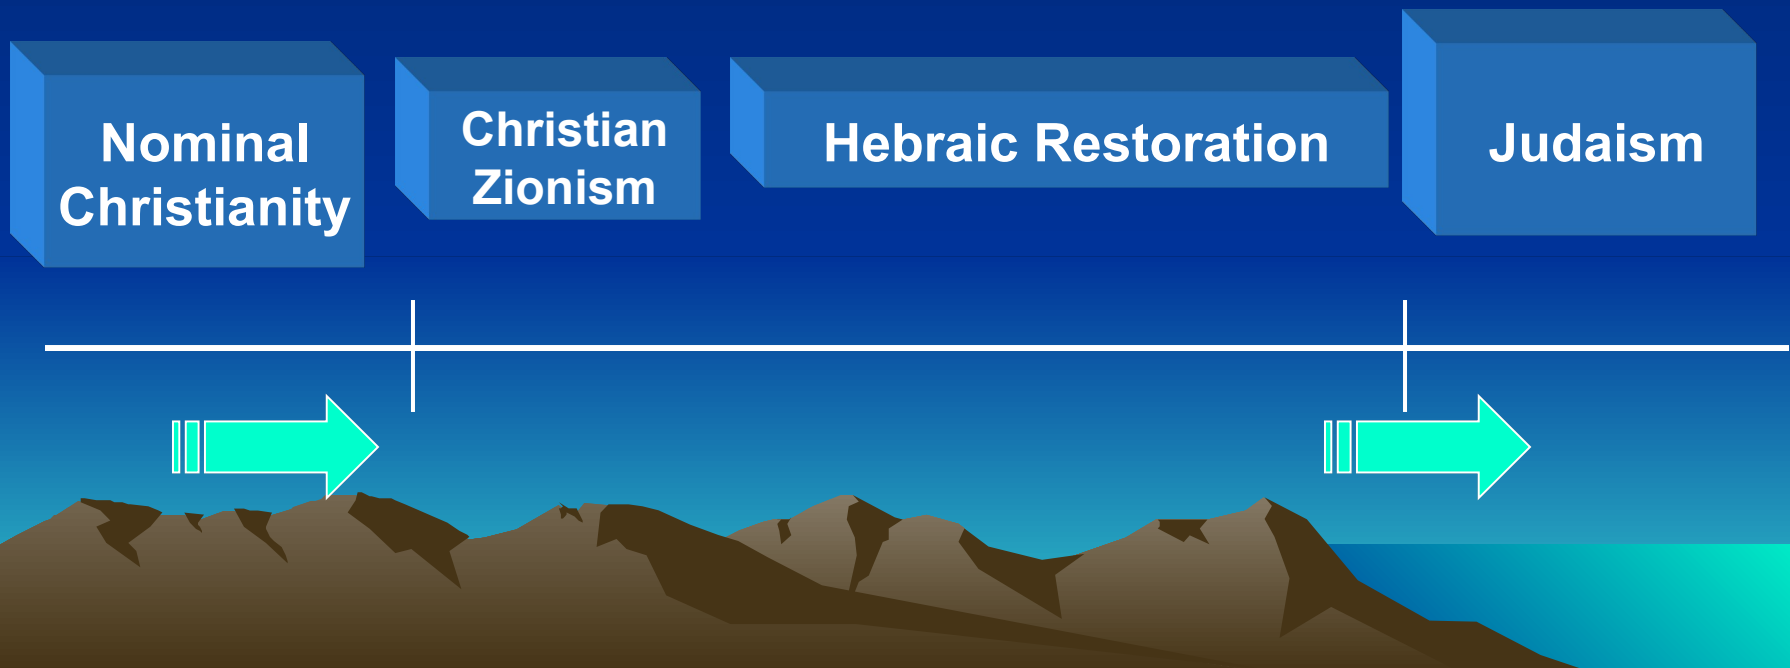 Nominal
Christianity
Christian
Zionism
Hebraic Restoration
Judaism